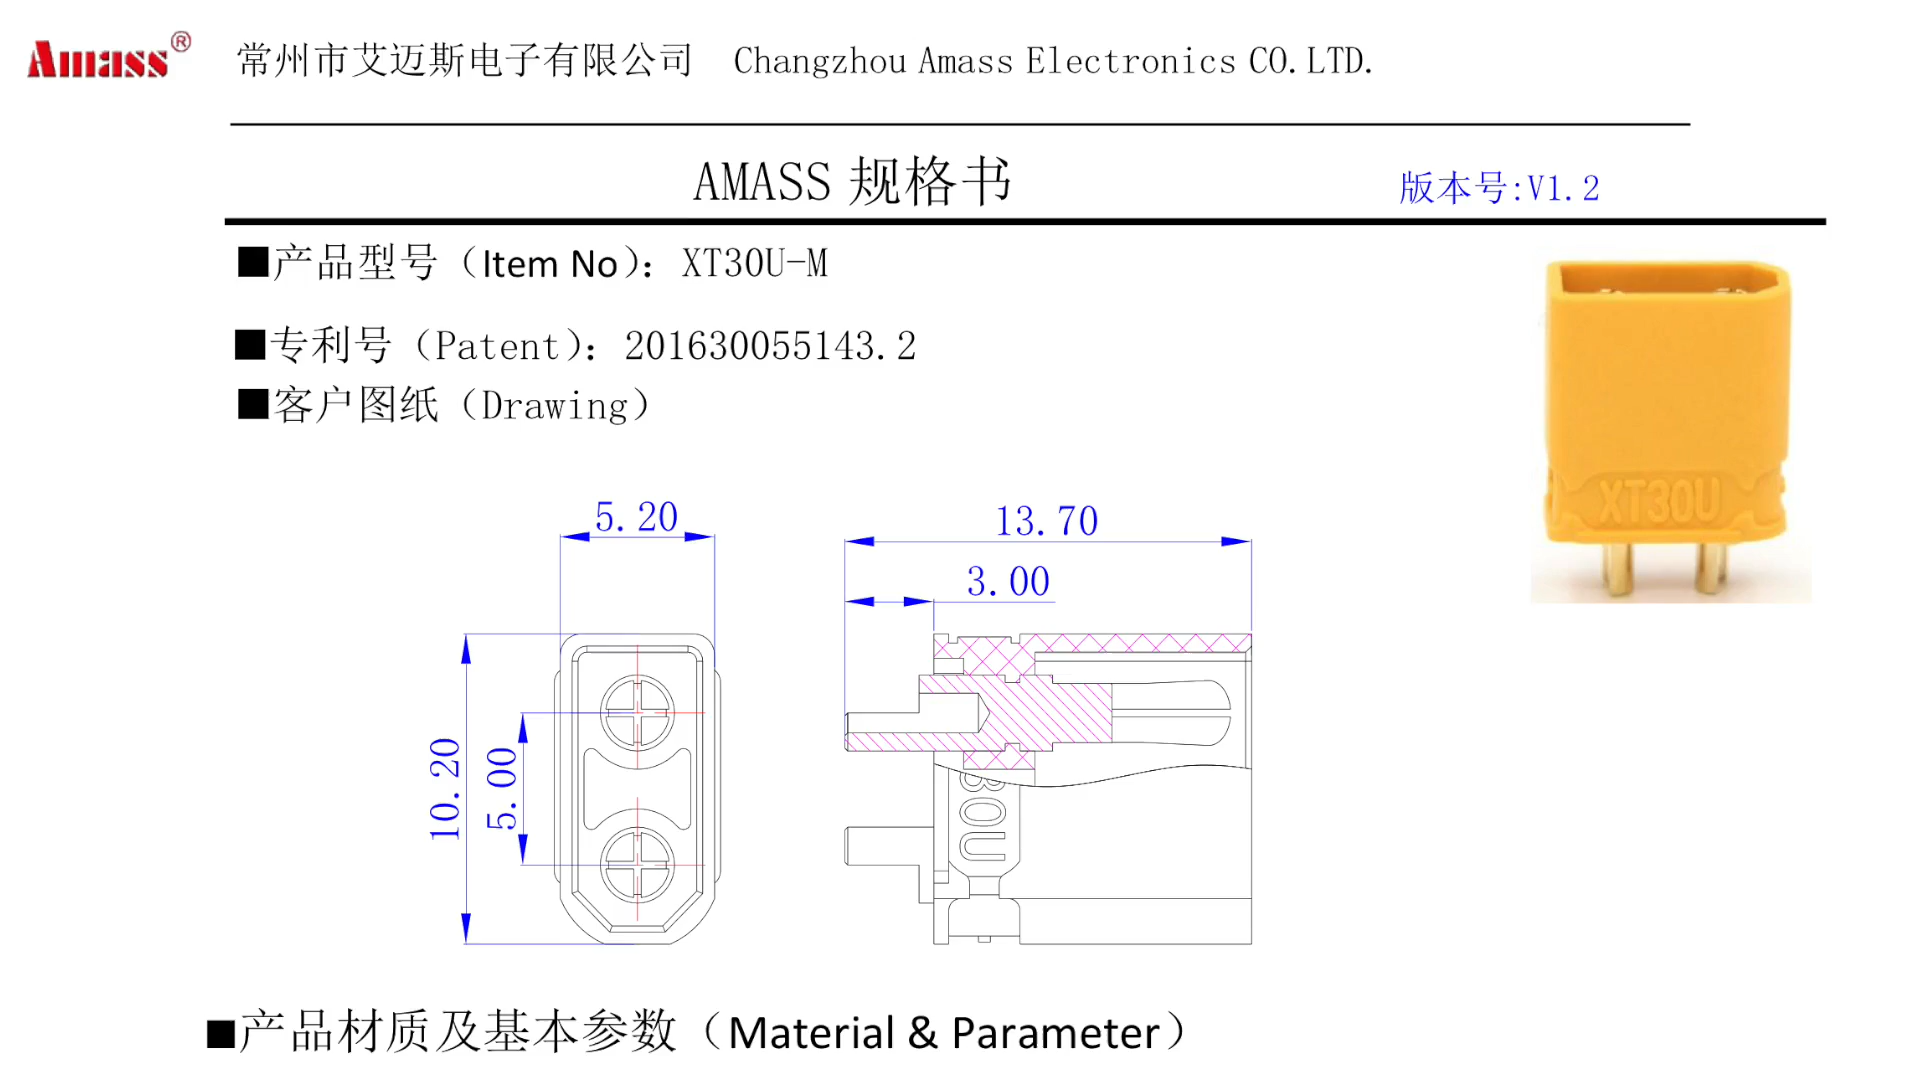 Amass®
常州市艾迈斯电子有限公司 Changzhou Amass Electronics CO.LTD.
AMASS 规格书
版本号:V1.2
■产品型号（Item No）：XT30U-M
■专利号（Patent）：201630055143.2
■客户图纸（Drawing）
XT30U
5.20
13.70
3.00
10.20
5.00
30U
■产品材质及基本参数（Material & Parameter）